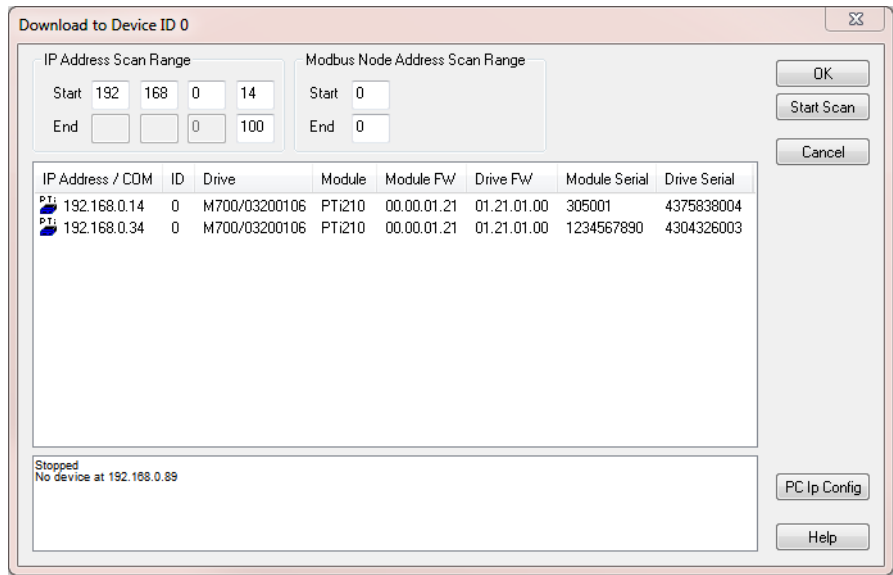 Download to Device ID 0
IP Address Scan Range
Start 192 168 0 14
End 0 100
Modbus Node Address Scan Range
Start 0
End 0
OK
Start Scan
Cancel
IP Address / COM ID Drive Module Module FW Drive FW Module Serial Drive Serial
PTi 192.168.0.14 0 M700/03200106 PTi210 00.00.01.21 01.21.01.00 305001 4375838004
PTi 192.168.0.34 0 M700/03200106 PTi210 00.00.01.21 01.21.01.00 1234567890 4304326003
Stopped
No device at 192.168.0.89
PC Ip Config
Help